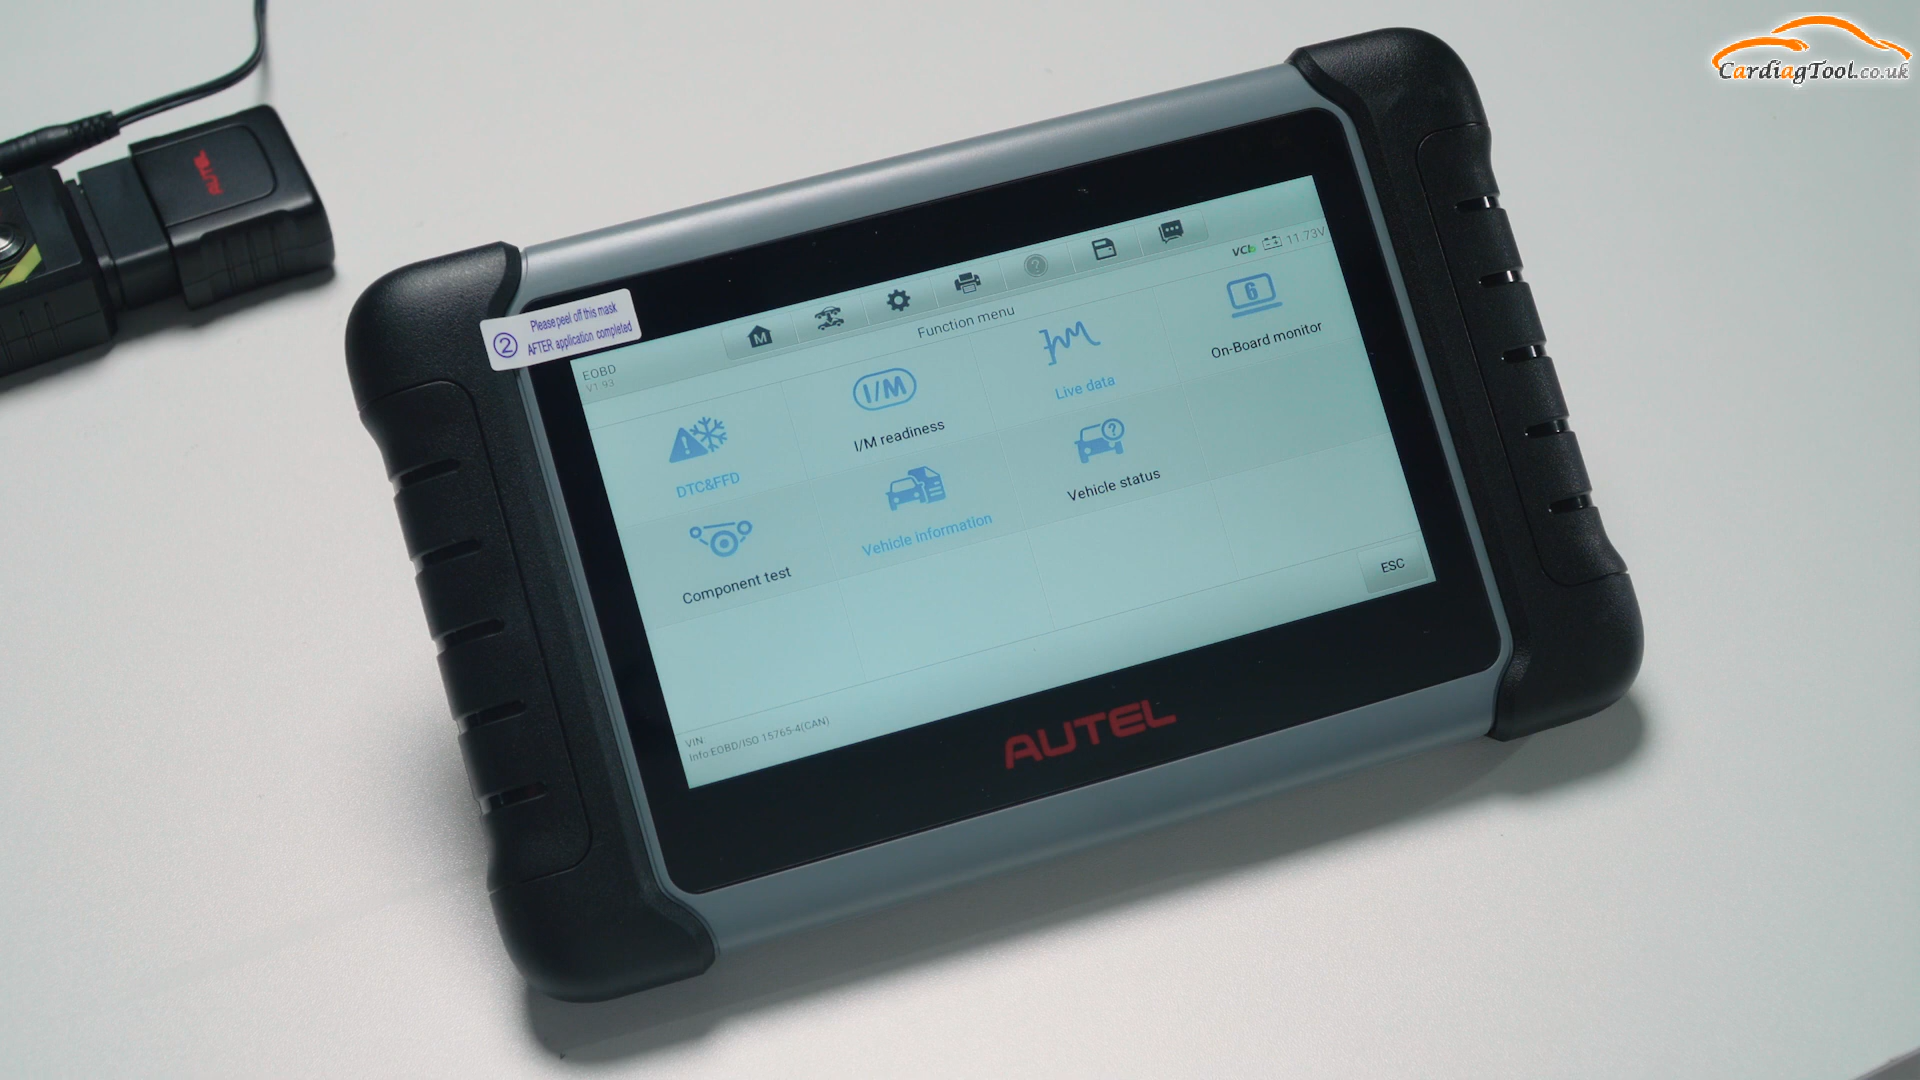 CardiagTool.co.uk
AUTEL
2
Please peel off this mask
AFTER application completed
M
VCI
11.73V
Function menu
EOBD
V1.93
DTC&FFD
I/M
I/M readiness
Live data
6
On-Board monitor
Component test
Vehicle information
?
Vehicle status
ESC
VIN:
Info:EOBD/ISO 15765-4(CAN)
AUTEL